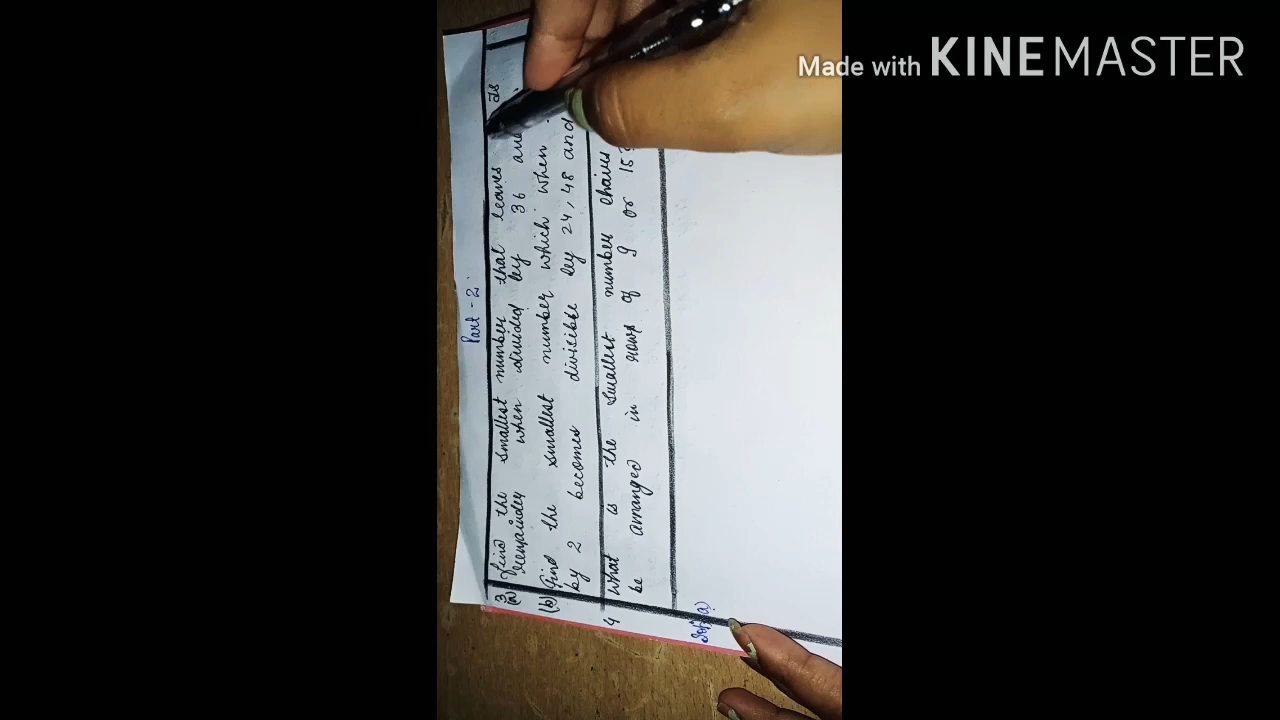 Made with KINEMASTER
Part - 2.
3 find the smallest number that leaves as
(a) remainder when divided by 36 and
(b) find the smallest number which when
by 2 becomes divisible by 24, 48 and
4 What is the smallest number chairs
be arranged in rows of 9 or 15
Sol, a)